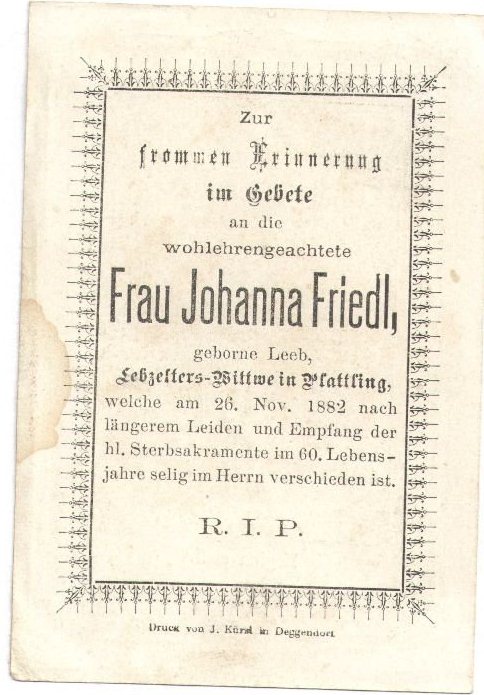 Zur
frommen Erinnerung
im Gebete
an die
wohlehrengeachtete
Frau Johanna Friedl,
geborne Leeb,
Lebzelters-Wittwe in Plattling,
welche am 26. Nov. 1882 nach
längerem Leiden und Empfang der
hl. Sterbsakramente im 60. Lebens-
jahre selig im Herrn verschieden ist.
R. I. P.
Druck von J. Kürst in Deggendorf.